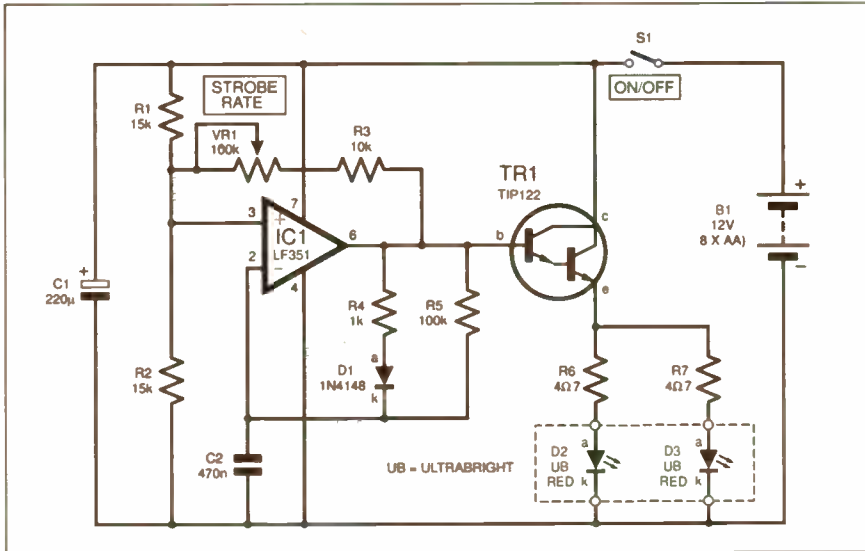 S1
ON/OFF
STROBE
RATE
R1
15k
VR1
100k
R3
10k
TR1
TIP122
+
B1
12V
8 X AA)
−
c
b
e
3
+
7
IC1
LF351
6
2
−
4
+
C1
220μ
R4
1k
R5
100k
a
D1
1N4148
k
R2
15k
R6
4Ω7
R7
4Ω7
C2
470n
UB = ULTRABRIGHT
a
D2
UB
RED
k
a
D3
UB
RED
k